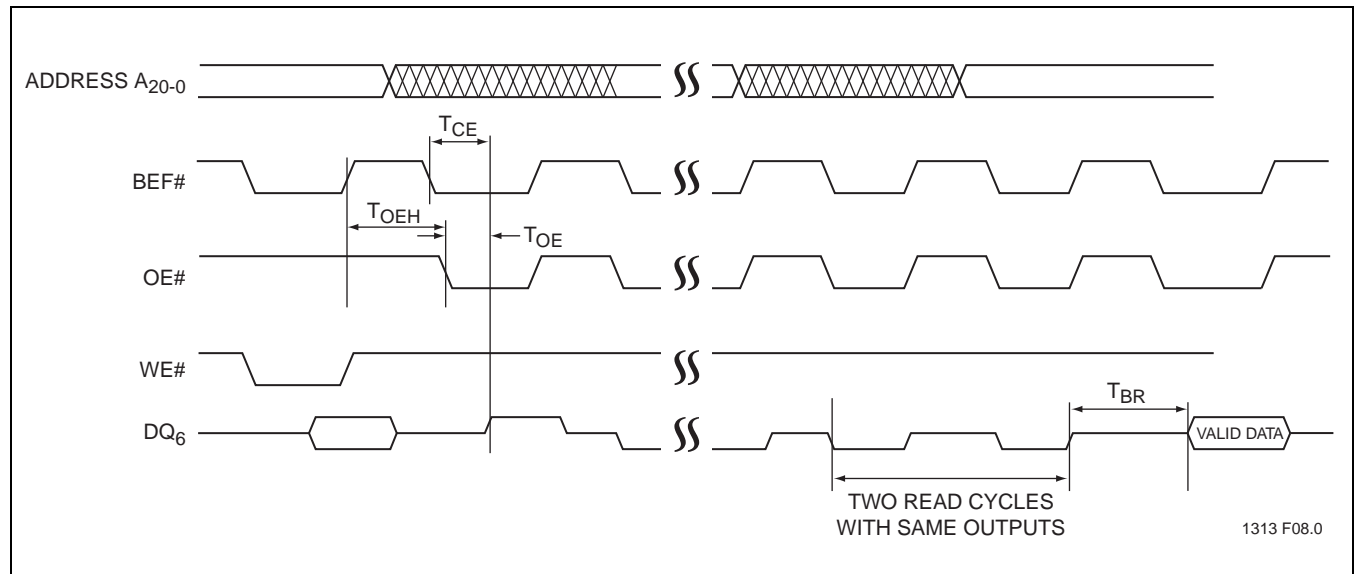 ADDRESS A20-0
TCE
BEF#
TOEH
TOE
OE#
WE#
TBR
DQ6
VALID DATA
TWO READ CYCLES
WITH SAME OUTPUTS
1313 F08.0